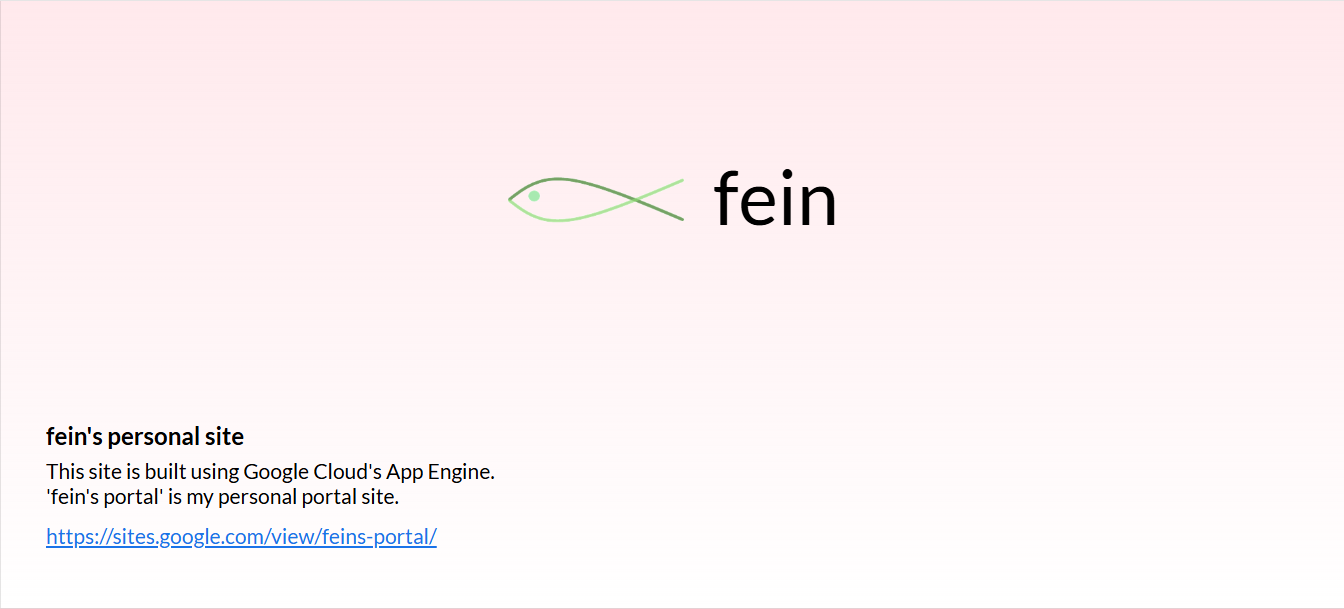 fein
fein's personal site
This site is built using Google Cloud's App Engine.
'fein's portal' is my personal portal site.
https://sites.google.com/view/feins-portal/